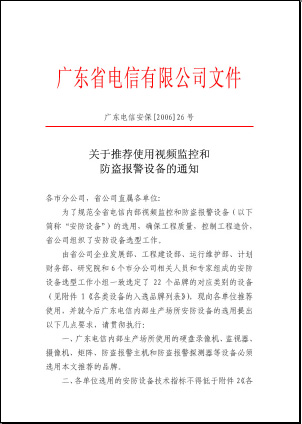 广东省电信有限公司文件
广东电信安保[2006]26号
关于推荐使用视频监控和
防盗报警设备的通知
各市分公司，省公司直属各单位：
为了规范全省电信内部视频监控和防盗报警设备（以下
简称“安防设备”）的选用，确保工程质量，控制工程造价，
省公司组织了安防设备选型工作。
由省公司企业发展部、工程建设部、运行维护部、计划
财务部、研究院和6个市分公司相关人员和专家组成的安防
设备选型工作小组一致选定了22个品牌的对应类别的设备
（见附件1《各类设备的入选品牌列表》）。现向各单位推荐
使用，并就今后广东电信内部生产场所安防设备的选用提出
以下几点要求，请贯彻执行：
一、广东电信内部生产场所使用的硬盘录像机、监视器、
摄像机、矩阵、防盗报警主机和防盗报警探测器等设备必须
选用本文推荐的品牌。
二、各单位选用的安防设备技术指标不得低于附件2《各